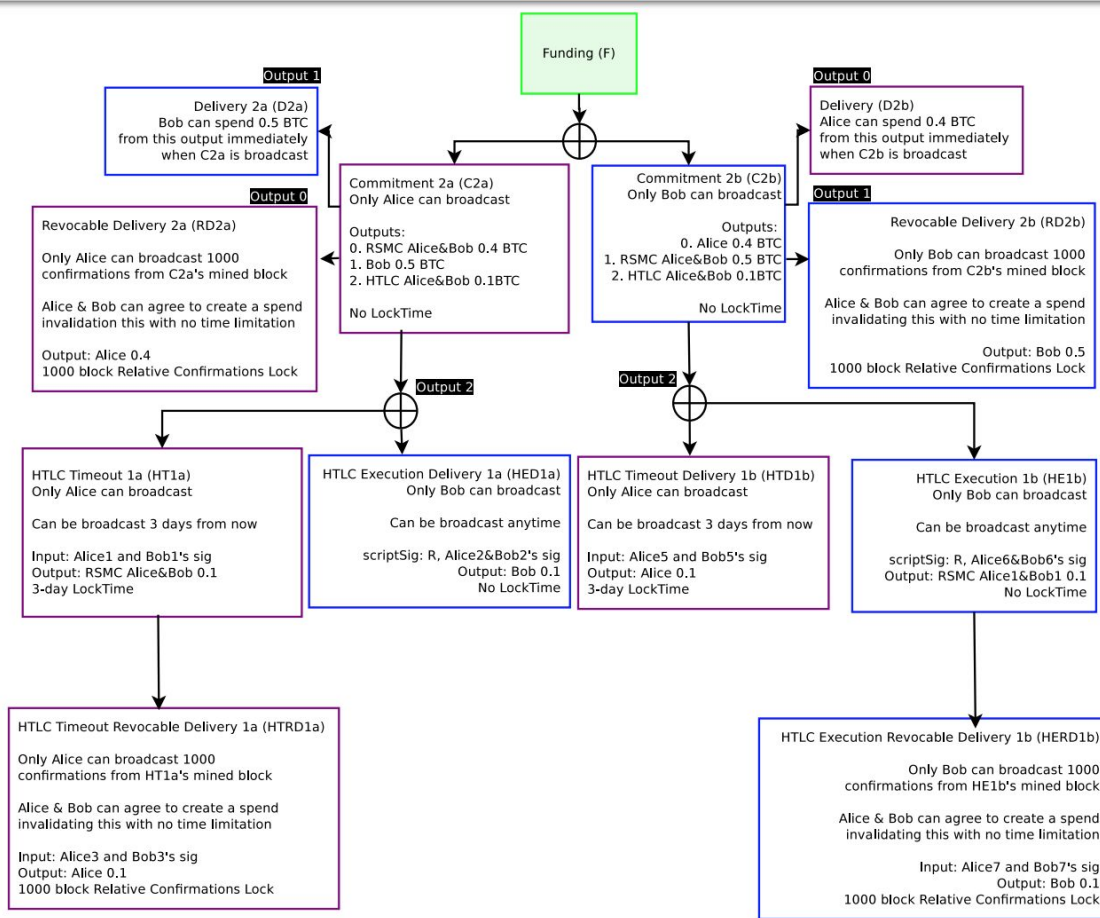 Funding (F)
Output 1
Delivery 2a (D2a)
Bob can spend 0.5 BTC
from this output immediately
when C2a is broadcast
Output 0
Delivery (D2b)
Alice can spend 0.4 BTC
from this output immediately
when C2b is broadcast
Commitment 2a (C2a)
Only Alice can broadcast
Outputs:
0. RSMC Alice&Bob 0.4 BTC
1. Bob 0.5 BTC
2. HTLC Alice&Bob 0.1BTC
No LockTime
Commitment 2b (C2b)
Only Bob can broadcast
Outputs:
0. Alice 0.4 BTC
1. RSMC Alice&Bob 0.5 BTC
2. HTLC Alice&Bob 0.1BTC
No LockTime
Output 0
Revocable Delivery 2a (RD2a)
Only Alice can broadcast 1000
confirmations from C2a's mined block
Alice & Bob can agree to create a spend
invalidation this with no time limitation
Output: Alice 0.4
1000 block Relative Confirmations Lock
Output 1
Revocable Delivery 2b (RD2b)
Only Bob can broadcast 1000
confirmations from C2b's mined block
Alice & Bob can agree to create a spend
invalidating this with no time limitation
Output: Bob 0.5
1000 block Relative Confirmations Lock
Output 2
Output 2
HTLC Timeout 1a (HT1a)
Only Alice can broadcast
Can be broadcast 3 days from now
Input: Alice1 and Bob1's sig
Output: RSMC Alice&Bob 0.1
3-day LockTime
HTLC Execution Delivery 1a (HED1a)
Only Bob can broadcast
Can be broadcast anytime
scriptSig: R, Alice2&Bob2's sig
Output: Bob 0.1
No LockTime
HTLC Timeout Delivery 1b (HTD1b)
Only Alice can broadcast
Can be broadcast 3 days from now
Input: Alice5 and Bob5's sig
Output: Alice 0.1
3-day LockTime
HTLC Execution 1b (HE1b)
Only Bob can broadcast
Can be broadcast anytime
scriptSig: R, Alice6&Bob6's sig
Output: RSMC Alice1&Bob1 0.1
No LockTime
HTLC Timeout Revocable Delivery 1a (HTRD1a)
Only Alice can broadcast 1000
confirmations from HT1a's mined block
Alice & Bob can agree to create a spend
invalidating this with no time limitation
Input: Alice3 and Bob3's sig
Output: Alice 0.1
1000 block Relative Confirmations Lock
HTLC Execution Revocable Delivery 1b (HERD1b)
Only Bob can broadcast 1000
confirmations from HE1b's mined block
Alice & Bob can agree to create a spend
invalidating this with no time limitation
Input: Alice7 and Bob7's sig
Output: Bob 0.1
1000 block Relative Confirmations Lock